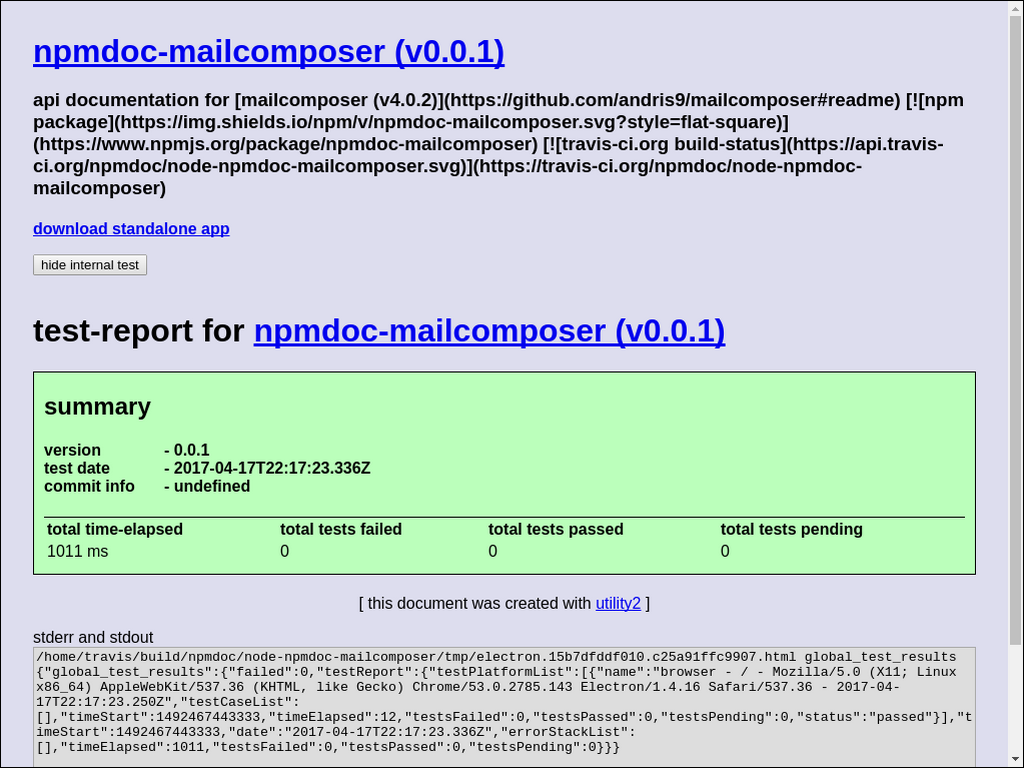 npmdoc-mailcomposer (v0.0.1)
api documentation for [mailcomposer (v4.0.2)](https://github.com/andris9/mailcomposer#readme) [![npm
package](https://img.shields.io/npm/v/npmdoc-mailcomposer.svg?style=flat-square)]
(https://www.npmjs.org/package/npmdoc-mailcomposer) [![travis-ci.org build-status](https://api.travis-
ci.org/npmdoc/node-npmdoc-mailcomposer.svg)](https://travis-ci.org/npmdoc/node-npmdoc-
mailcomposer)
download standalone app
hide internal test
test-report for npmdoc-mailcomposer (v0.0.1)
summary
version - 0.0.1
test date - 2017-04-17T22:17:23.336Z
commit info - undefined
total time-elapsed total tests failed total tests passed total tests pending
1011 ms 0 0 0
[ this document was created with utility2 ]
stderr and stdout
/home/travis/build/npmdoc/node-npmdoc-mailcomposer/tmp/electron.15b7dfddf010.c25a91ffc9907.html global_test_results
{"global_test_results":{"failed":0,"testReport":{"testPlatformList":[{"name":"browser - / - Mozilla/5.0 (X11; Linux
x86_64) AppleWebKit/537.36 (KHTML, like Gecko) Chrome/53.0.2785.143 Electron/1.4.16 Safari/537.36 - 2017-04-
17T22:17:23.250Z","testCaseList":
[],"timeStart":1492467443333,"timeElapsed":12,"testsFailed":0,"testsPassed":0,"testsPending":0,"status":"passed"}],"t
imeStart":1492467443333,"date":"2017-04-17T22:17:23.336Z","errorStackList":
[],"timeElapsed":1011,"testsFailed":0,"testsPassed":0,"testsPending":0}}}